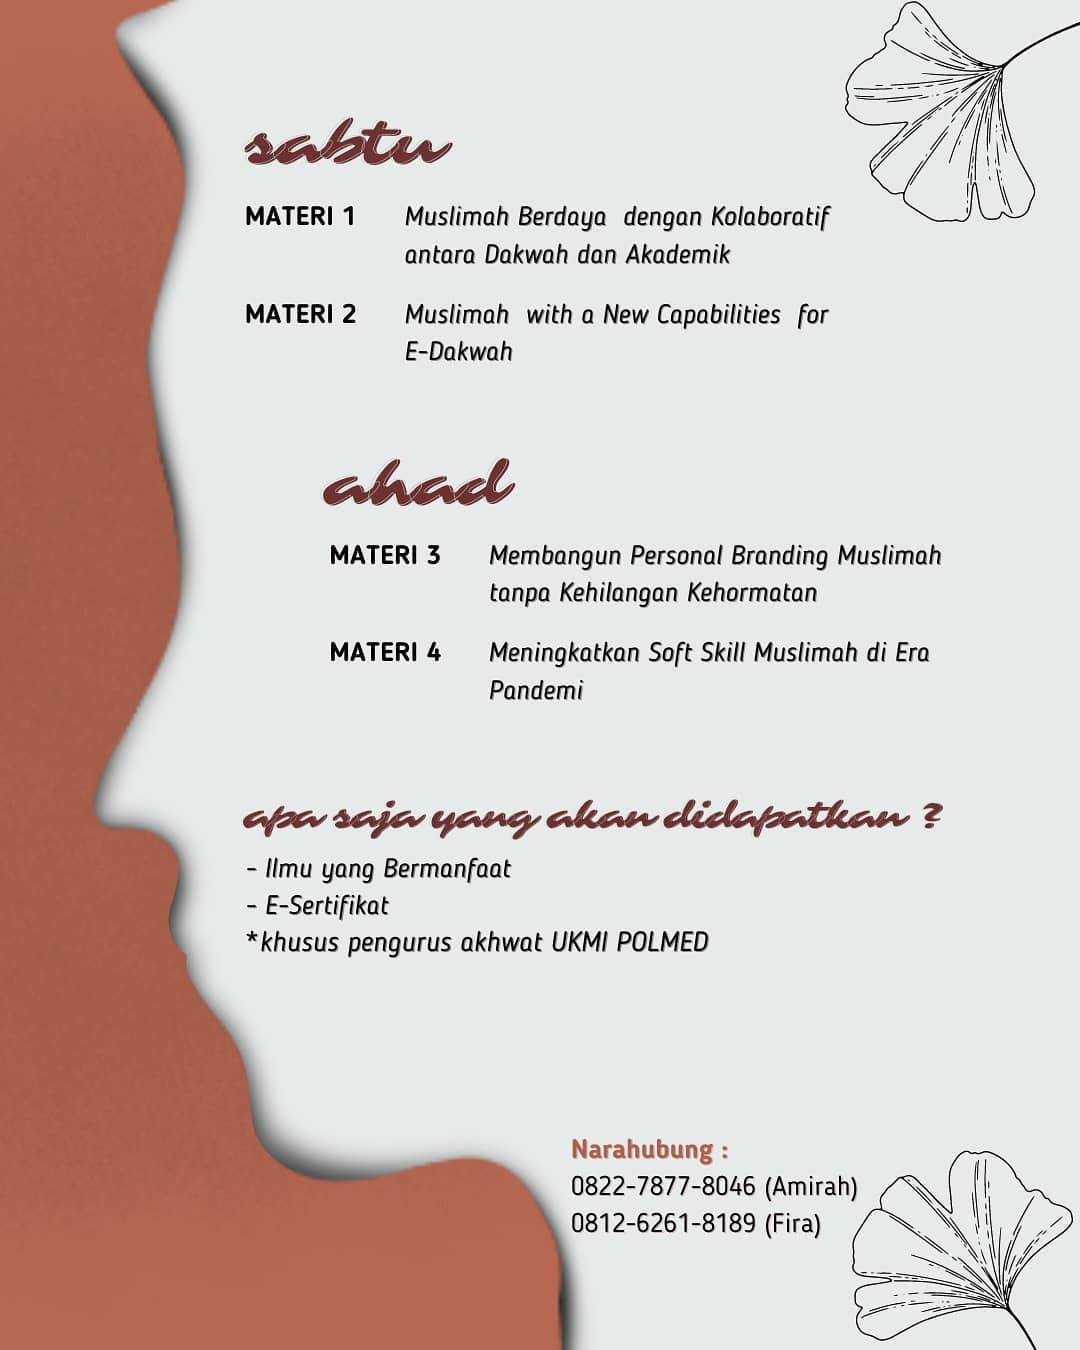 sabtu
MATERI 1 Muslimah Berdaya dengan Kolaboratif
antara Dakwah dan Akademik
MATERI 2 Muslimah with a New Capabilities for
E-Dakwah
ahad
MATERI 3 Membangun Personal Branding Muslimah
tanpa Kehilangan Kehormatan
MATERI 4 Meningkatkan Soft Skill Muslimah di Era
Pandemi
apa saja yang akan didapatkan ?
- Ilmu yang Bermanfaat
- E-Sertifikat
*khusus pengurus akhwat UKMI POLMED
Narahubung :
0822-7877-8046 (Amirah)
0812-6261-8189 (Fira)